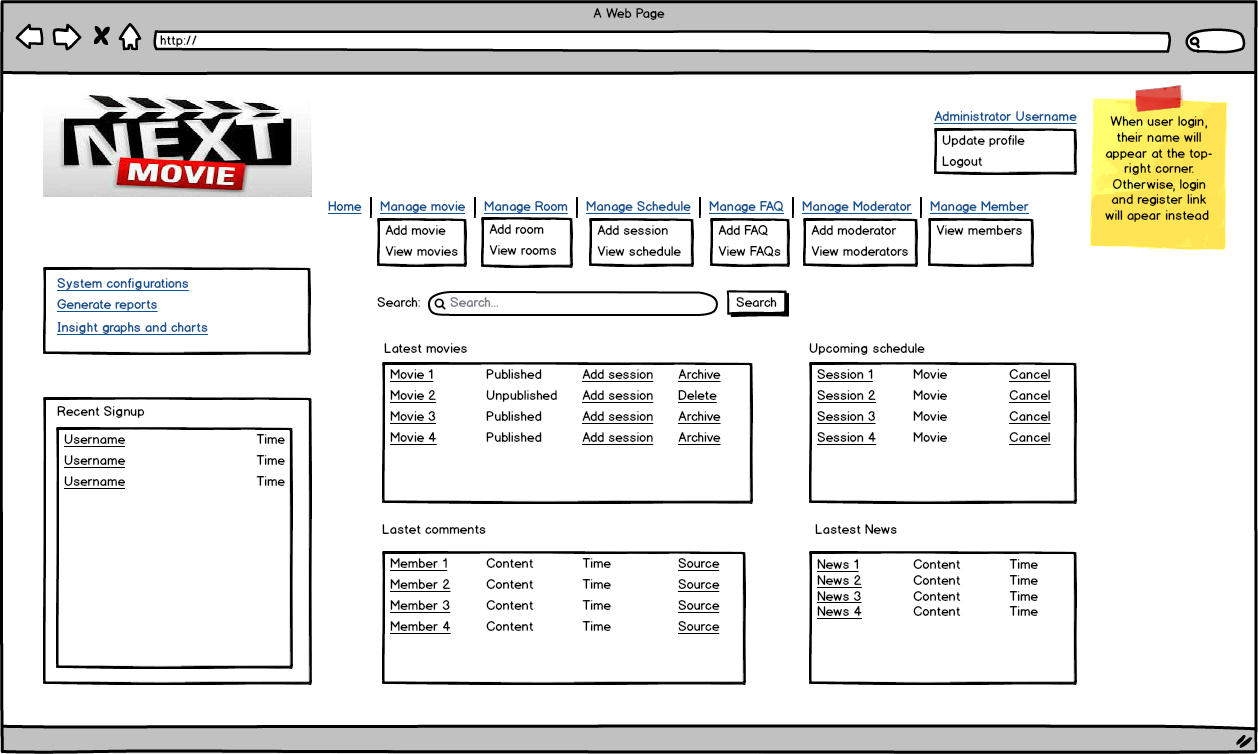 A Web Page
http://
NEXT
MOVIE
Administrator Username
Update profile
Logout
When user login,
their name will
appear at the top-
right corner.
Otherwise, login
and register link
will apear instead
Home Manage movie Manage Room Manage Schedule Manage FAQ Manage Moderator Manage Member
Add movie Add room Add session Add FAQ Add moderator View members
View movies View rooms View schedule View FAQs View moderators
System configurations
Generate reports
Insight graphs and charts
Search: Search... Search
Latest movies
Movie 1 Published Add session Archive
Movie 2 Unpublished Add session Delete
Movie 3 Published Add session Archive
Movie 4 Published Add session Archive
Upcoming schedule
Session 1 Movie Cancel
Session 2 Movie Cancel
Session 3 Movie Cancel
Session 4 Movie Cancel
Recent Signup
Username Time
Username Time
Username Time
Lastet comments
Member 1 Content Time Source
Member 2 Content Time Source
Member 3 Content Time Source
Member 4 Content Time Source
Lastest News
News 1 Content Time
News 2 Content Time
News 3 Content Time
News 4 Content Time